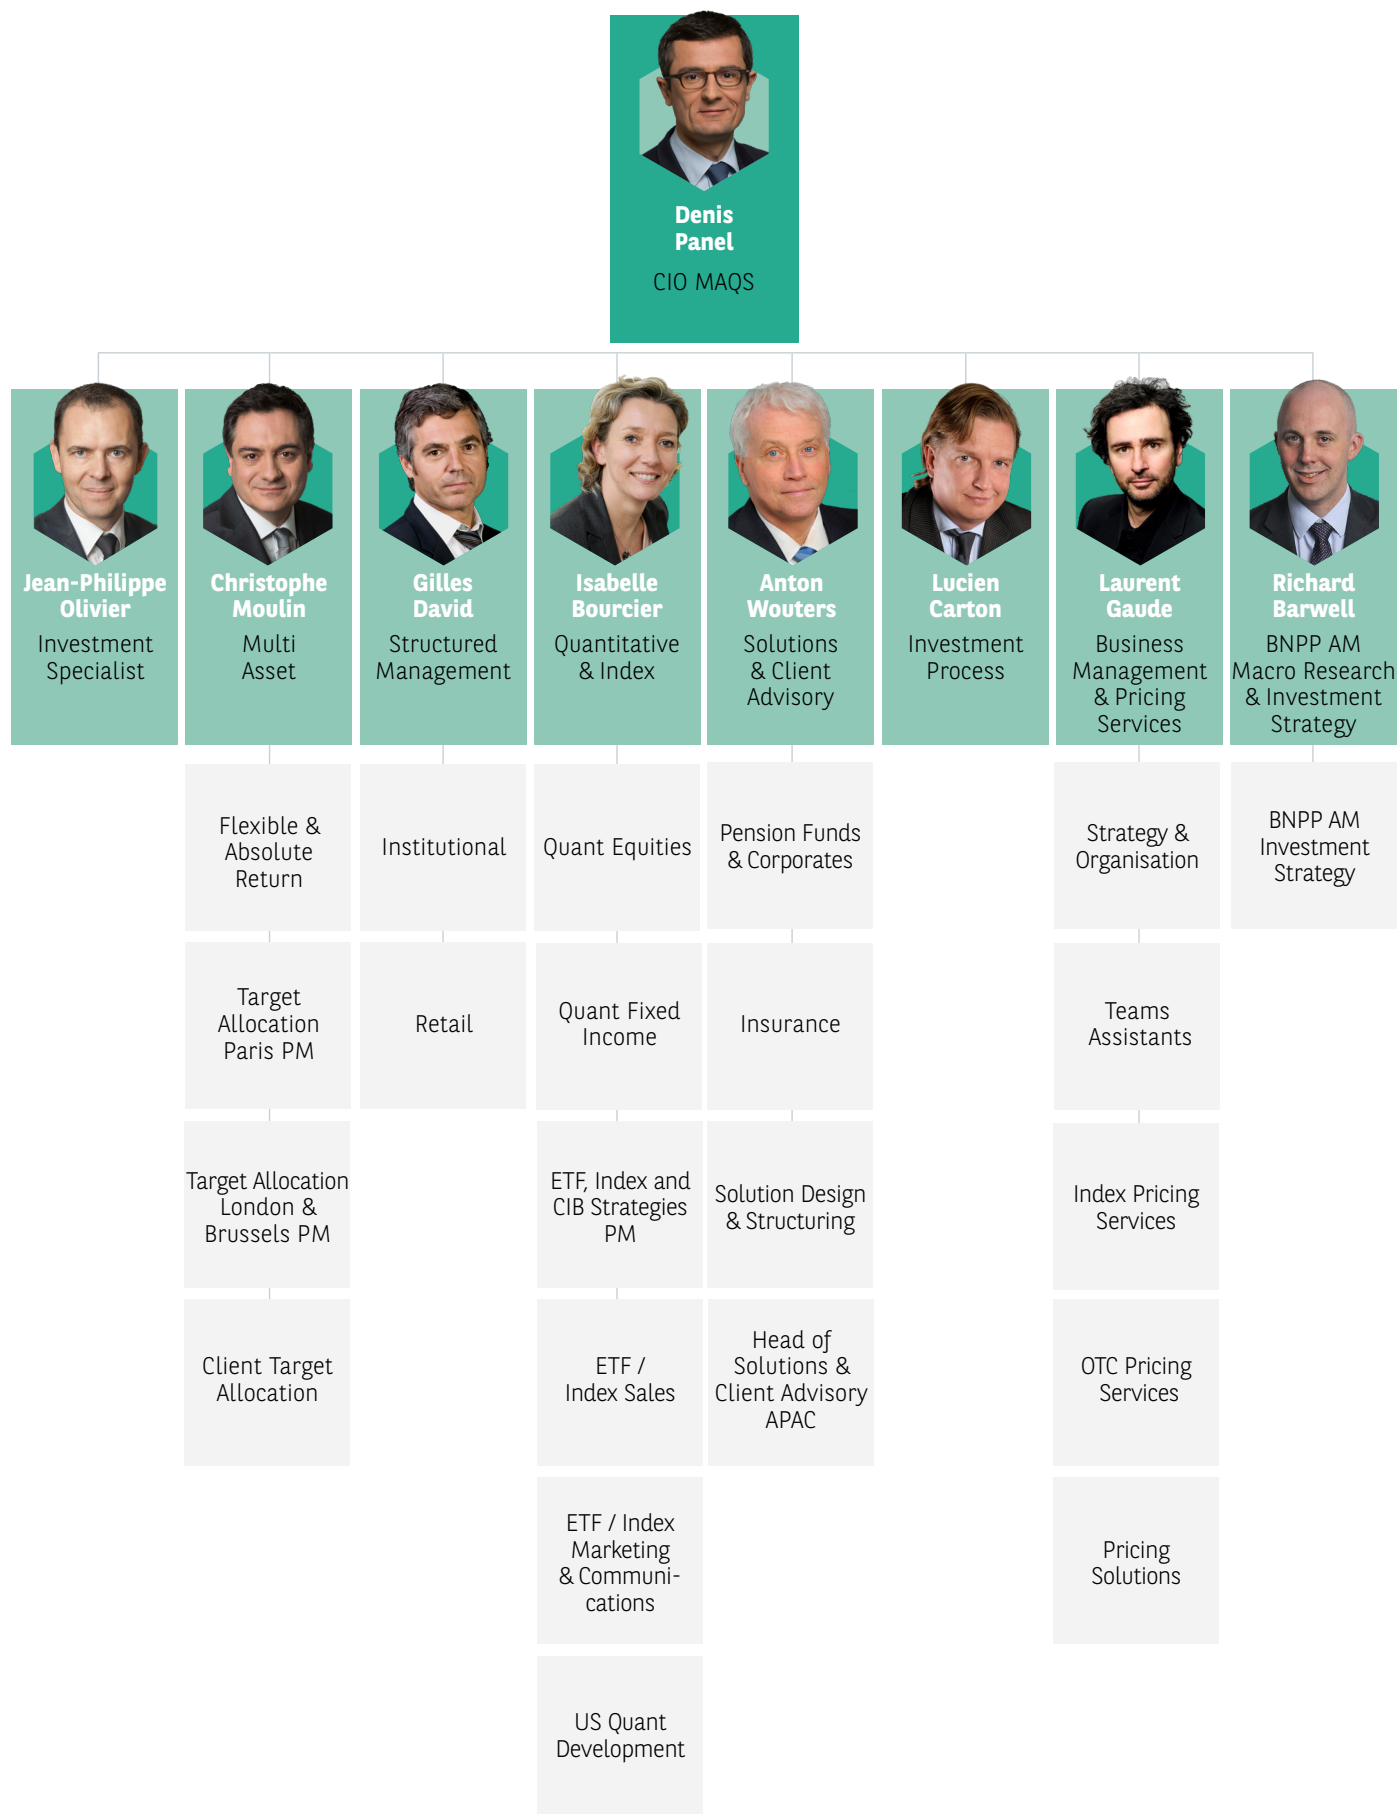 Denis
Panel
CIO MAQS
Jean-Philippe
Olivier
Investment
Specialist
Christophe
Moulin
Multi
Asset
Gilles
David
Structured
Management
Isabelle
Bourcier
Quantitative
& Index
Anton
Wouters
Solutions
& Client
Advisory
Lucien
Carton
Investment
Process
Laurent
Gaude
Business
Management
& Pricing
Services
Richard
Barwell
BNPP AM
Macro Research
& Investment
Strategy
Flexible &
Absolute
Return
Institutional
Quant Equities
Pension Funds
& Corporates
Strategy &
Organisation
BNPP AM
Investment
Strategy
Target
Allocation
Paris PM
Retail
Quant Fixed
Income
Insurance
Teams
Assistants
Target Allocation
London &
Brussels PM
ETF, Index and
CIB Strategies
PM
Solution Design
& Structuring
Index Pricing
Services
Client Target
Allocation
ETF /
Index Sales
Head of
Solutions &
Client Advisory
APAC
OTC Pricing
Services
ETF / Index
Marketing
& Communi-
cations
Pricing
Solutions
US Quant
Development